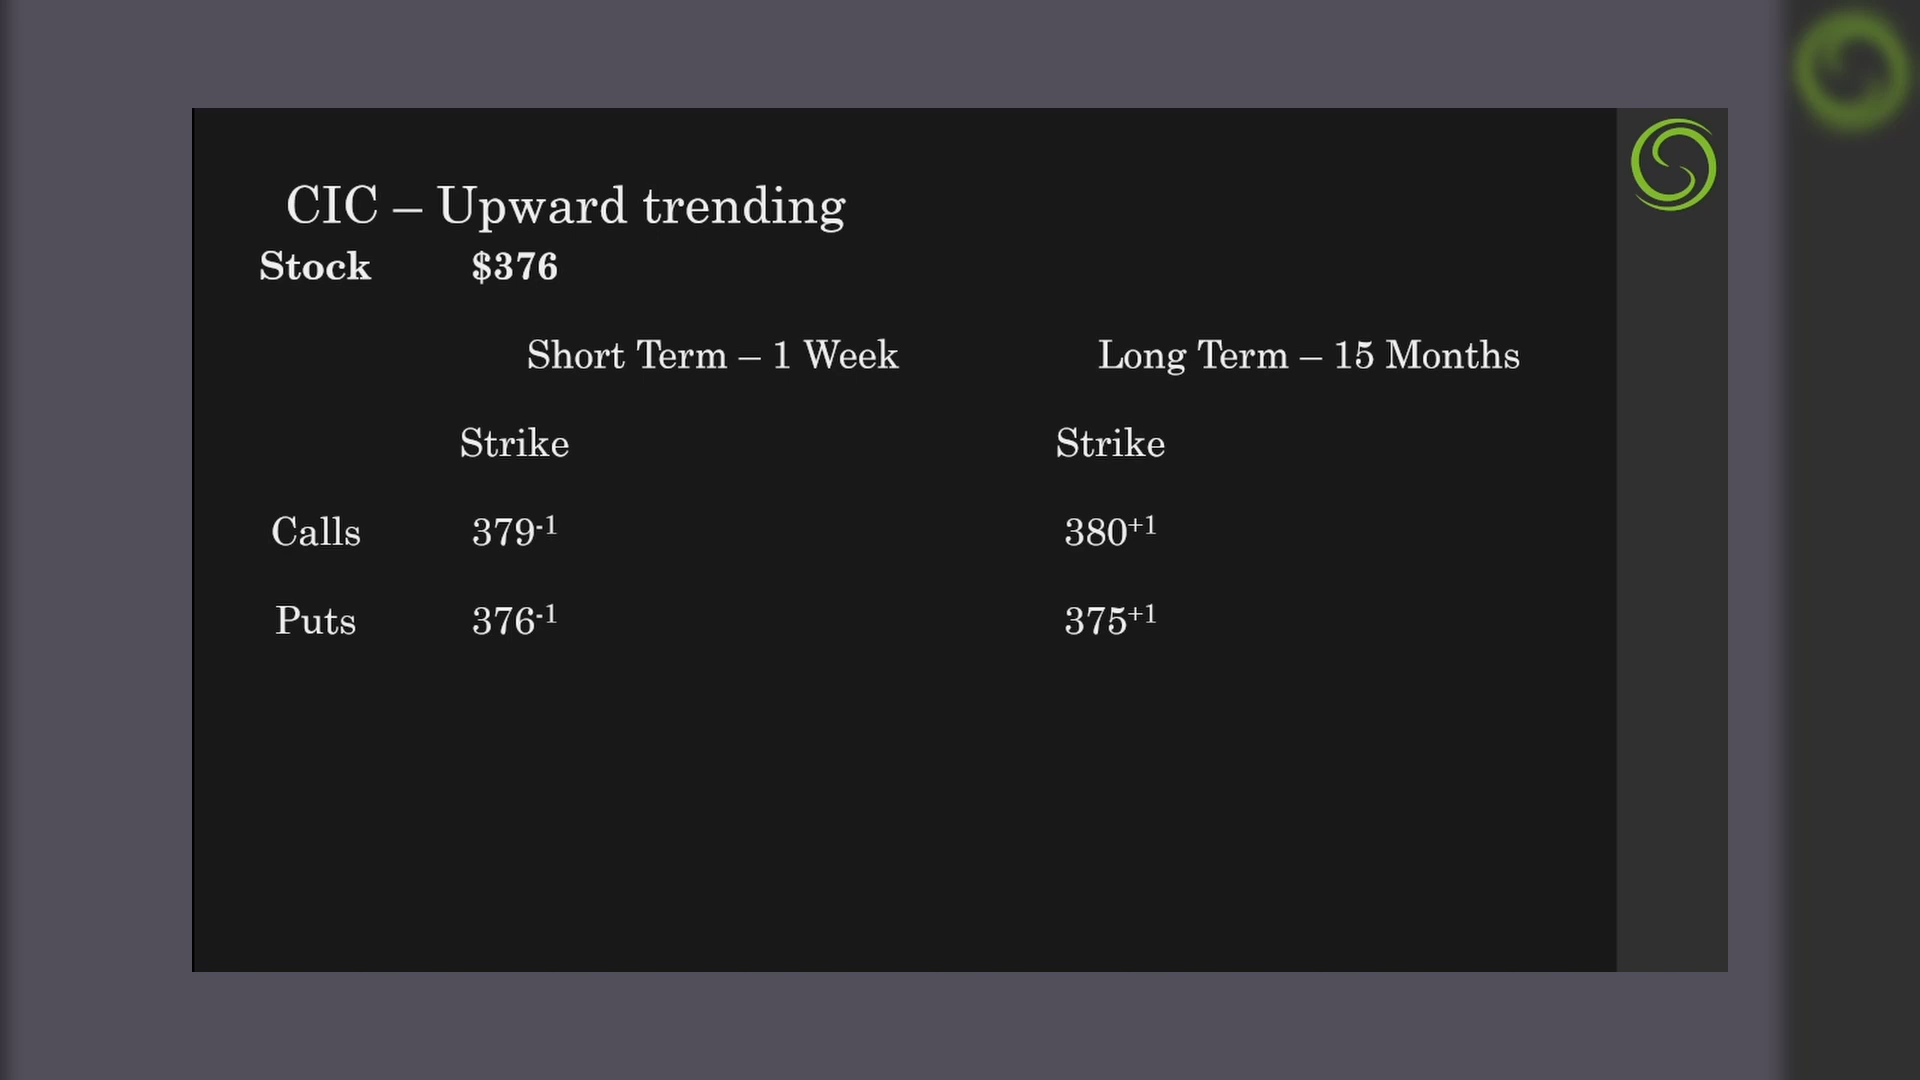 CIC – Upward trending
Stock $376
Short Term – 1 Week Long Term – 15 Months
Strike Strike
Calls 379-1 380+1
Puts 376-1 375+1